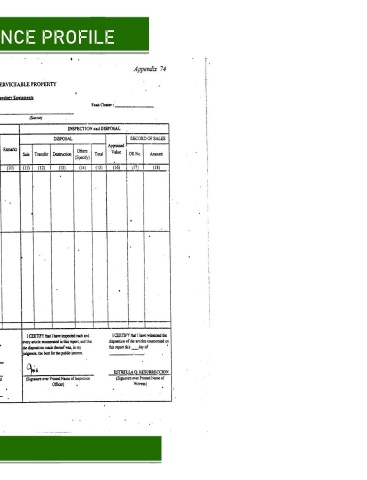 NCE PROFILE
Appendix 74
SERVICEABLE PROPERTY
Fund Cluster :
(Station)
INSPECTION and DISPOSAL
DISPOSAL
RECORD OF SALES
Remarks
Sale
Transfer
Destruction
Others (Specify)
Total
Appraised Value
OR No.
Amount
(10)
(11)
(12)
(13)
(14)
(15)
(16)
(17)
(18)
I CERTIFY that I have inspected each and
every article enumerated in this report, and that
the disposition made thereof was, in my
judgment, the best for the public interest.
(Signature over Printed Name of Inspection
Officer)
I CERTIFY that I have witnessed the
disposition of the articles enumerated on
this report this ___ day of
ESTRELLA Q. RESURRECCION
(Signature over Printed Name of
Witness)